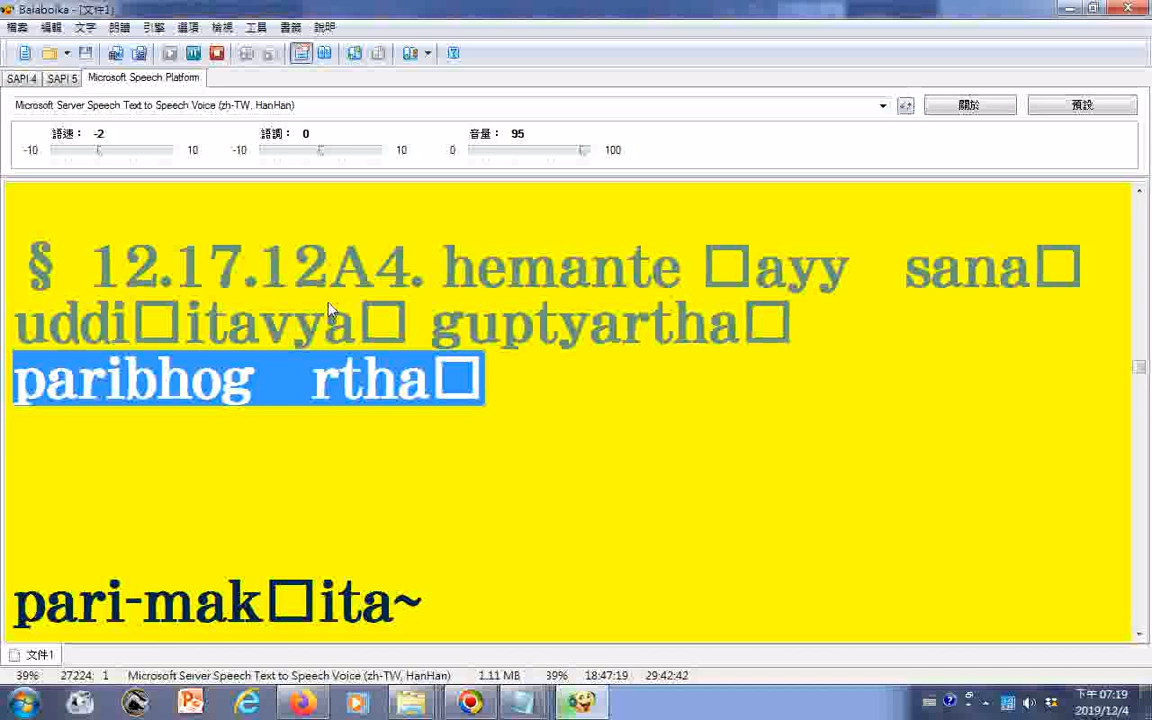 Balabolka - [文件1]
檔案 編輯 文字 朗讀 引擎 選項 檢視 工具 書籤 說明
SAPI 4 SAPI 5 Microsoft Speech Platform
Microsoft Server Speech Text to Speech Voice (zh-TW, HanHan) 關於 預設
語速： -2 語調： 0 音量： 95
-10 10 -10 10 0 100
§ 12.17.12A4. hemante □ayy sana□
uddi□itavya□ guptyartha□
paribhog rtha□
pari-mak□ita~
文件1
39% 27224: 1 Microsoft Server Speech Text to Speech Voice (zh-TW, HanHan) 1.11 MB 39% 18:47:19 29:42:42
下午 07:19
2019/12/4